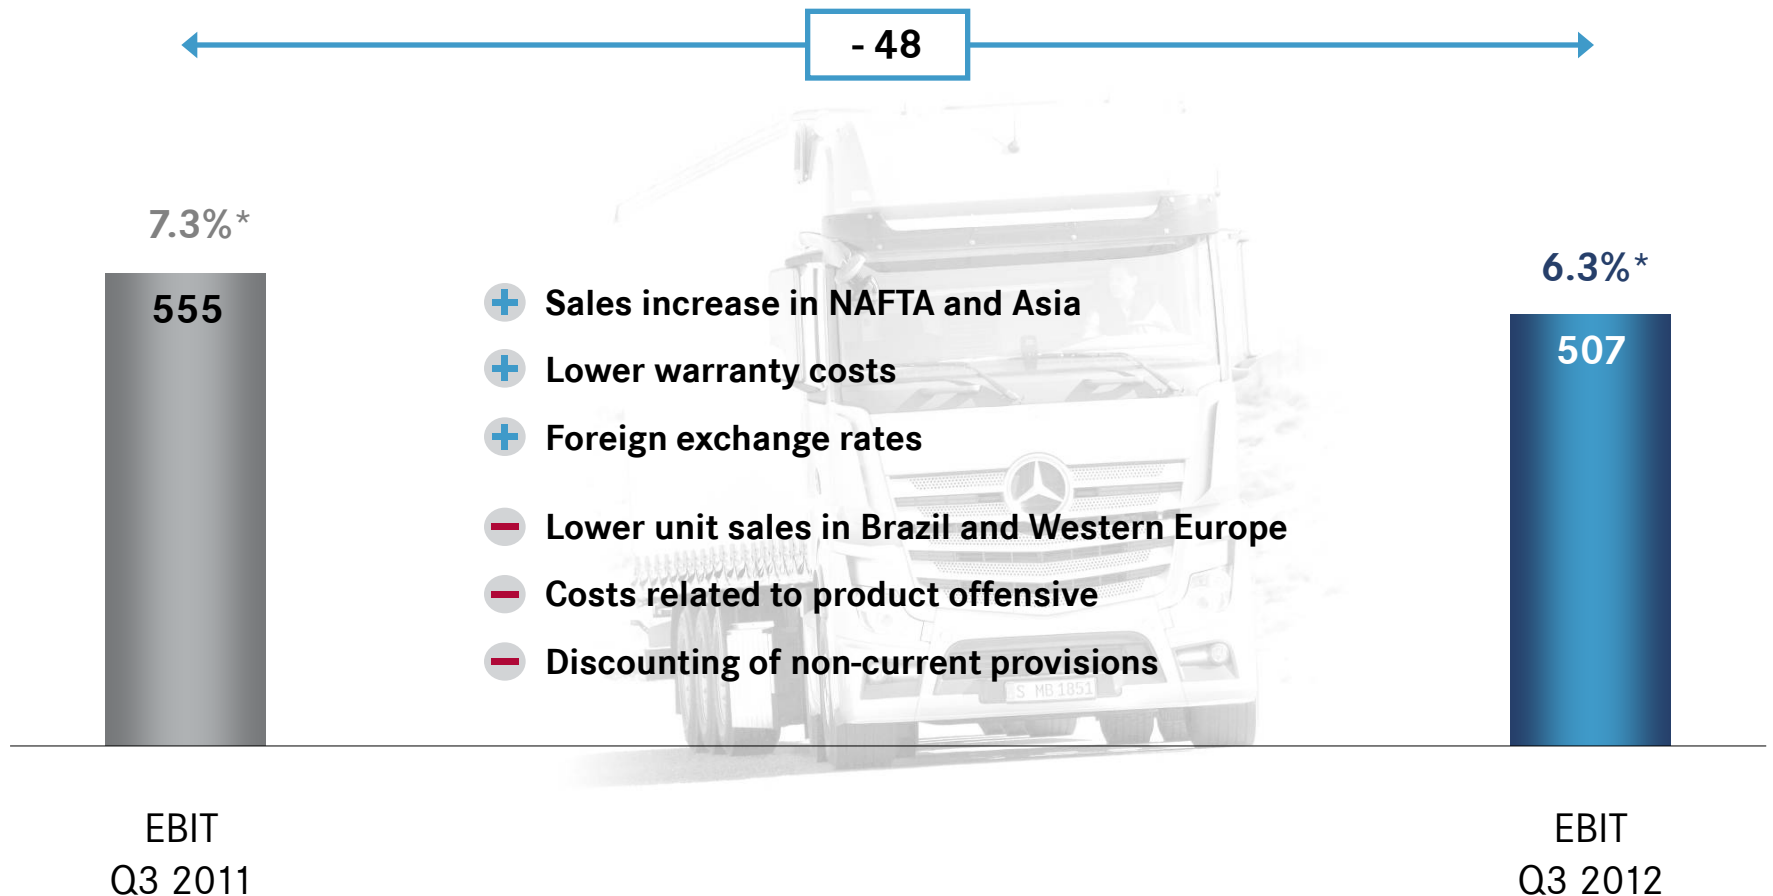 - 48
7.3%*
555
6.3%*
507
Sales increase in NAFTA and Asia
Lower warranty costs
Foreign exchange rates
Lower unit sales in Brazil and Western Europe
Costs related to product offensive
Discounting of non-current provisions
S MB 1851
EBIT
Q3 2011
EBIT
Q3 2012